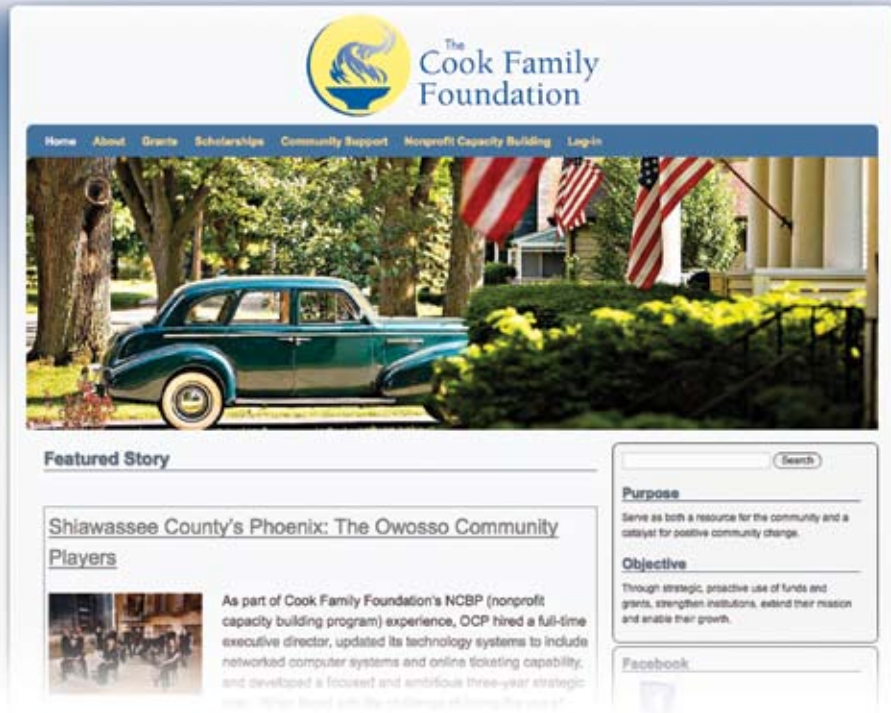 The
Cook Family
Foundation
Home About Grants Scholarships Community Support Nonprofit Capacity Building Log-in
Featured Story
Shiawassee County's Phoenix: The Owosso Community
Players
As part of Cook Family Foundation's NCBP (nonprofit
capacity building program) experience, OCP hired a full-time
executive director, updated its technology systems to include
networked computer systems and online ticketing capability,
and developed a focused and ambitious three-year strategic
Search
Purpose
Serve as both a resource for the community and a
catalyst for positive community change.
Objective
Through strategic, proactive use of funds and
grants, strengthen institutions, extend their mission
and enable their growth.
Facebook